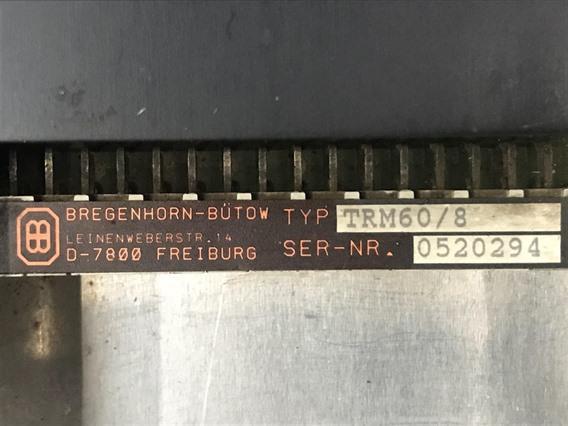 BREGENHORN-BÜTOW TYP TRM60/8
LEINENWEBERSTR.14
D-7800 FREIBURG SER-NR. 0520294